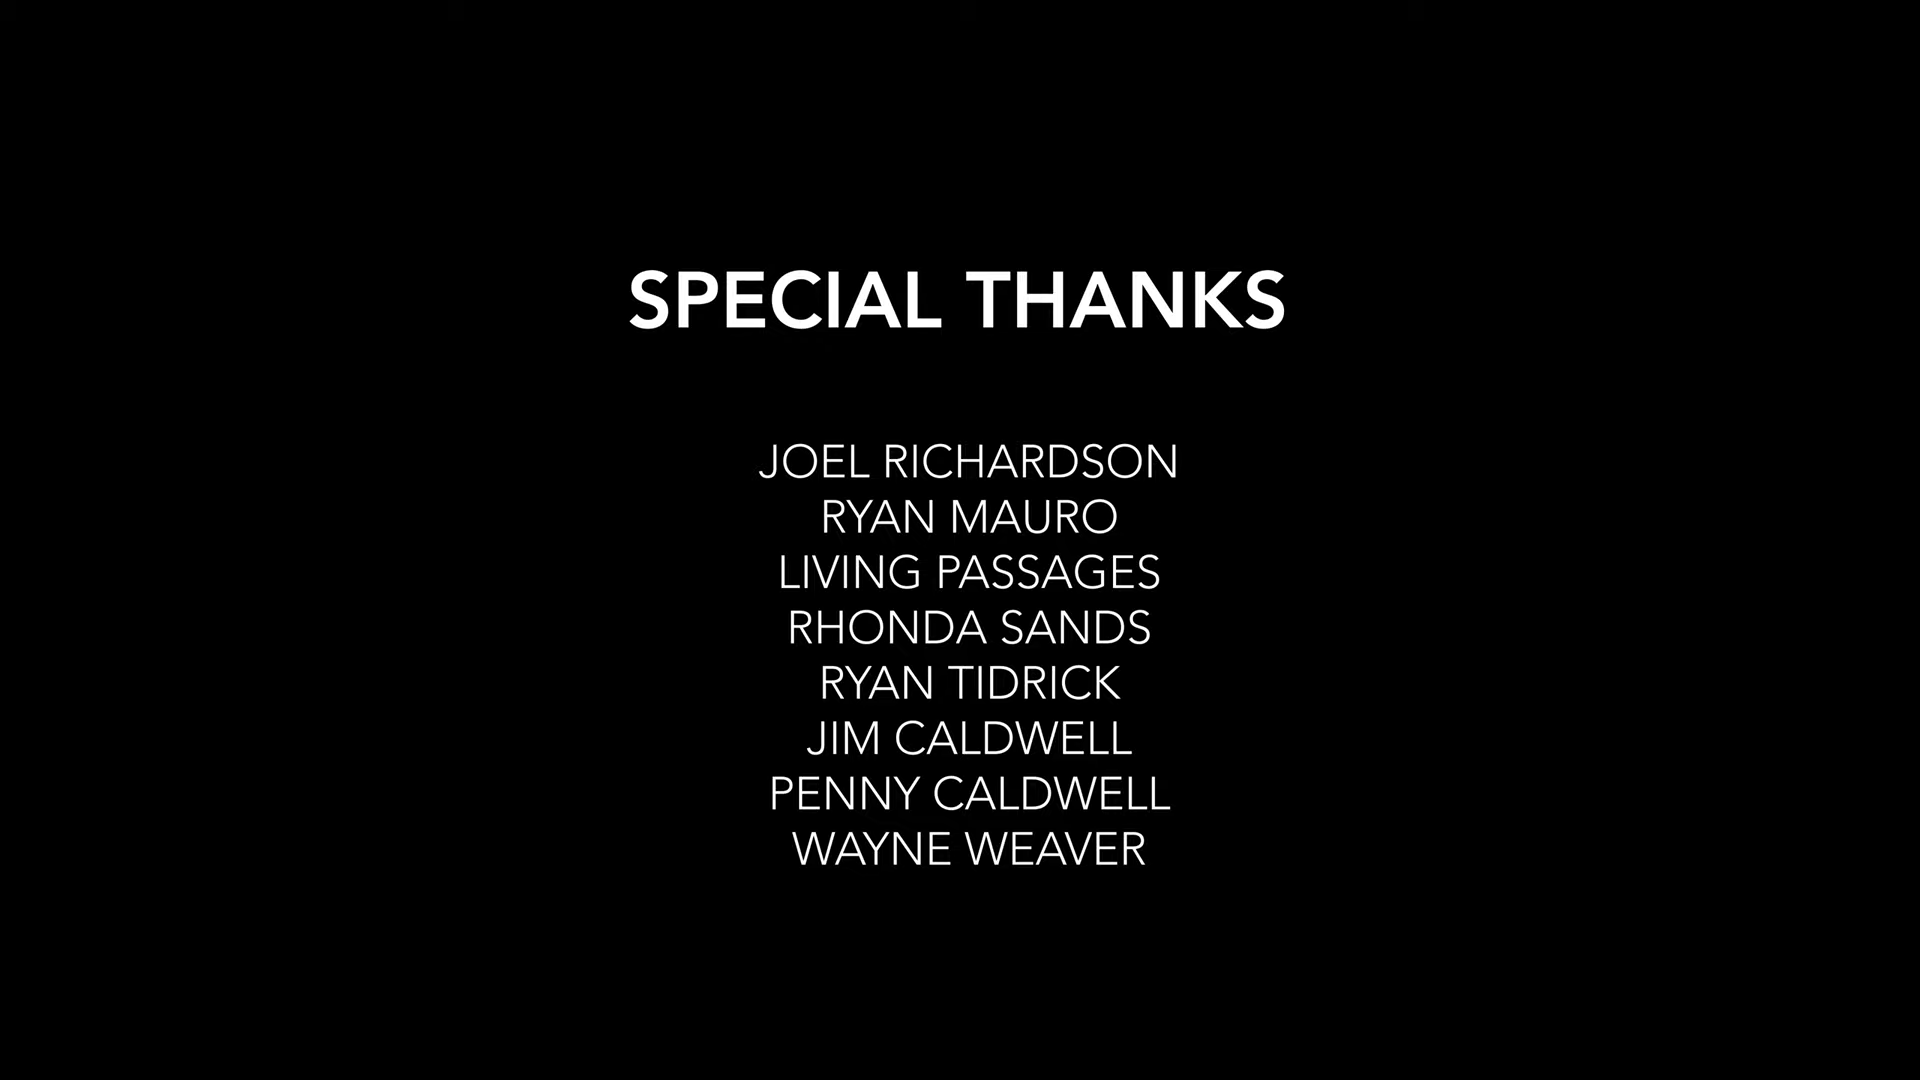 SPECIAL THANKS
JOEL RICHARDSON
RYAN MAURO
LIVING PASSAGES
RHONDA SANDS
RYAN TIDRICK
JIM CALDWELL
PENNY CALDWELL
WAYNE WEAVER